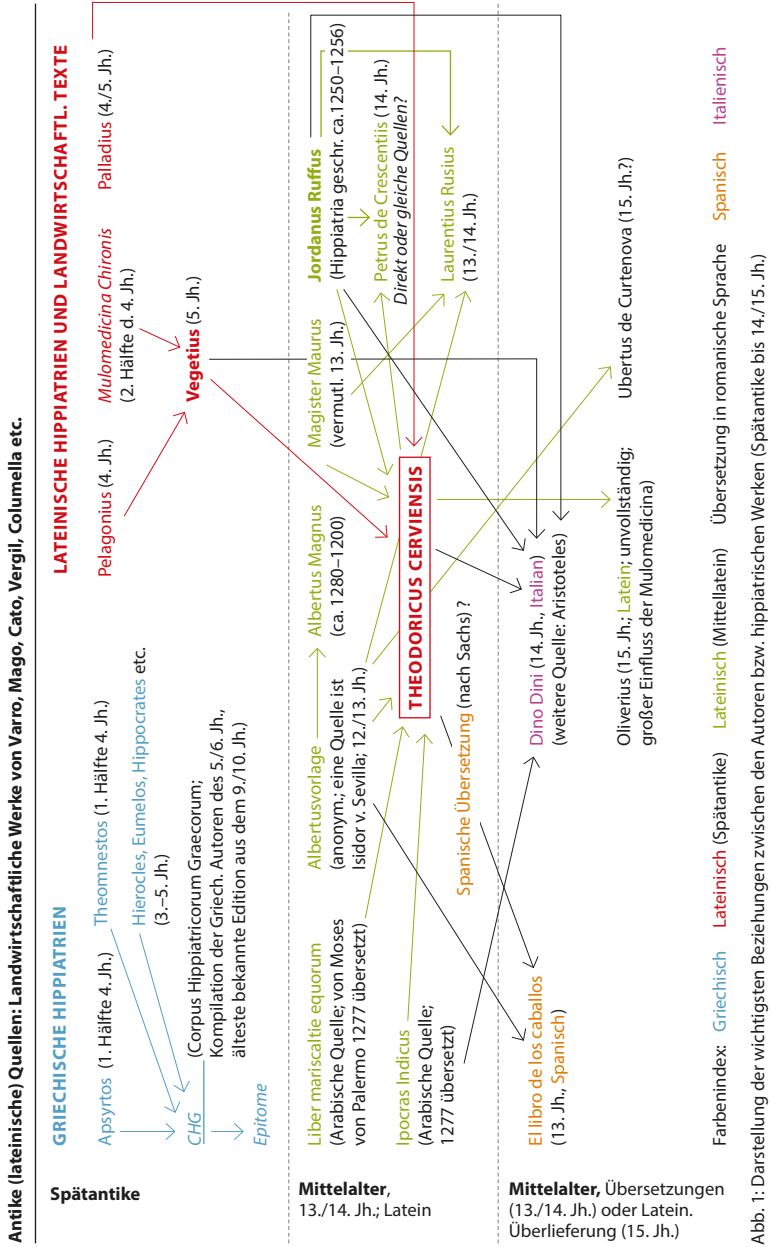 Antike (lateinische) Quellen: Landwirtschaftliche Werke von Varro, Mago, Cato, Vergil, Columella etc.
GRIECHISCHE HIPPIATRIEN
LATEINISCHE HIPPIATRIEN UND LANDWIRTSCHAFTL. TEXTE
Spätantike
Apsyrtos (1. Hälfte 4. Jh.)
Theomnestos (1. Hälfte 4. Jh.)
Hierocles, Eumelos, Hippocrates etc.
(3.–5. Jh.)
CHG
(Corpus Hippiatricorum Graecorum;
Kompilation der Griech. Autoren des 5./6. Jh.,
älteste bekannte Edition aus dem 9./10. Jh.)
Epitome
Pelagonius (4. Jh.)
Mulomedicina Chironis
(2. Hälfte d. 4. Jh.)
Palladius (4./5. Jh.)
Vegetius (5. Jh.)
Mittelalter,
13./14. Jh.; Latein
Liber mariscaltie equorum
(Arabische Quelle; von Moses
von Palermo 1277 übersetzt)
Ipocras Indicus
(Arabische Quelle;
1277 übersetzt)
Albertusvorlage
(anonym.; eine Quelle ist
Isidor v. Sevilla; 12./13. Jh.)
Albertus Magnus
(ca. 1280–1200)
Magister Maurus
(vermutl. 13. Jh.)
Jordanus Ruffus
(Hippiatria geschr. ca.1250–1256)
Petrus de Crescentiis (14. Jh.)
Direkt oder gleiche Quellen?
Laurentius Rusius
(13./14. Jh.)
THEODORICUS CERVIENSIS
Spanische Übersetzung (nach Sachs) ?
Mittelalter, Übersetzungen
(13./14. Jh.) oder Latein.
Überlieferung (15. Jh.)
El libro de los caballos
(13. Jh., Spanisch)
Dino Dini (14. Jh., Italian)
(weitere Quelle: Aristoteles)
Oliverius (15. Jh.; Latein; unvollständig;
großer Einfluss der Mulomedicina)
Ubertus de Curtenova (15. Jh.?)
Farbenindex: Griechisch Lateinisch (Spätantike) Lateinisch (Mittellatein) Übersetzung in romanische Sprache Spanisch Italienisch
Abb. 1: Darstellung der wichtigsten Beziehungen zwischen den Autoren bzw. hippiatrischen Werken (Spätantike bis 14./15. Jh.)